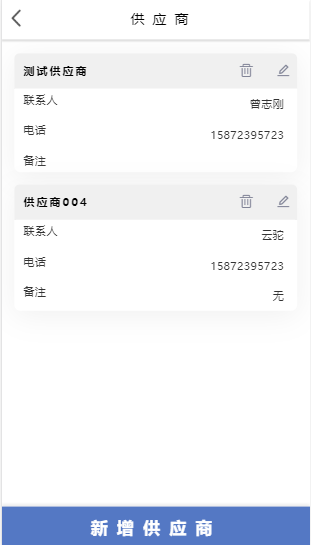 供应商
测试供应商
联系人 曾志刚
电话 15872395723
备注
供应商004
联系人 云驼
电话 15872395723
备注 无
新增供应商